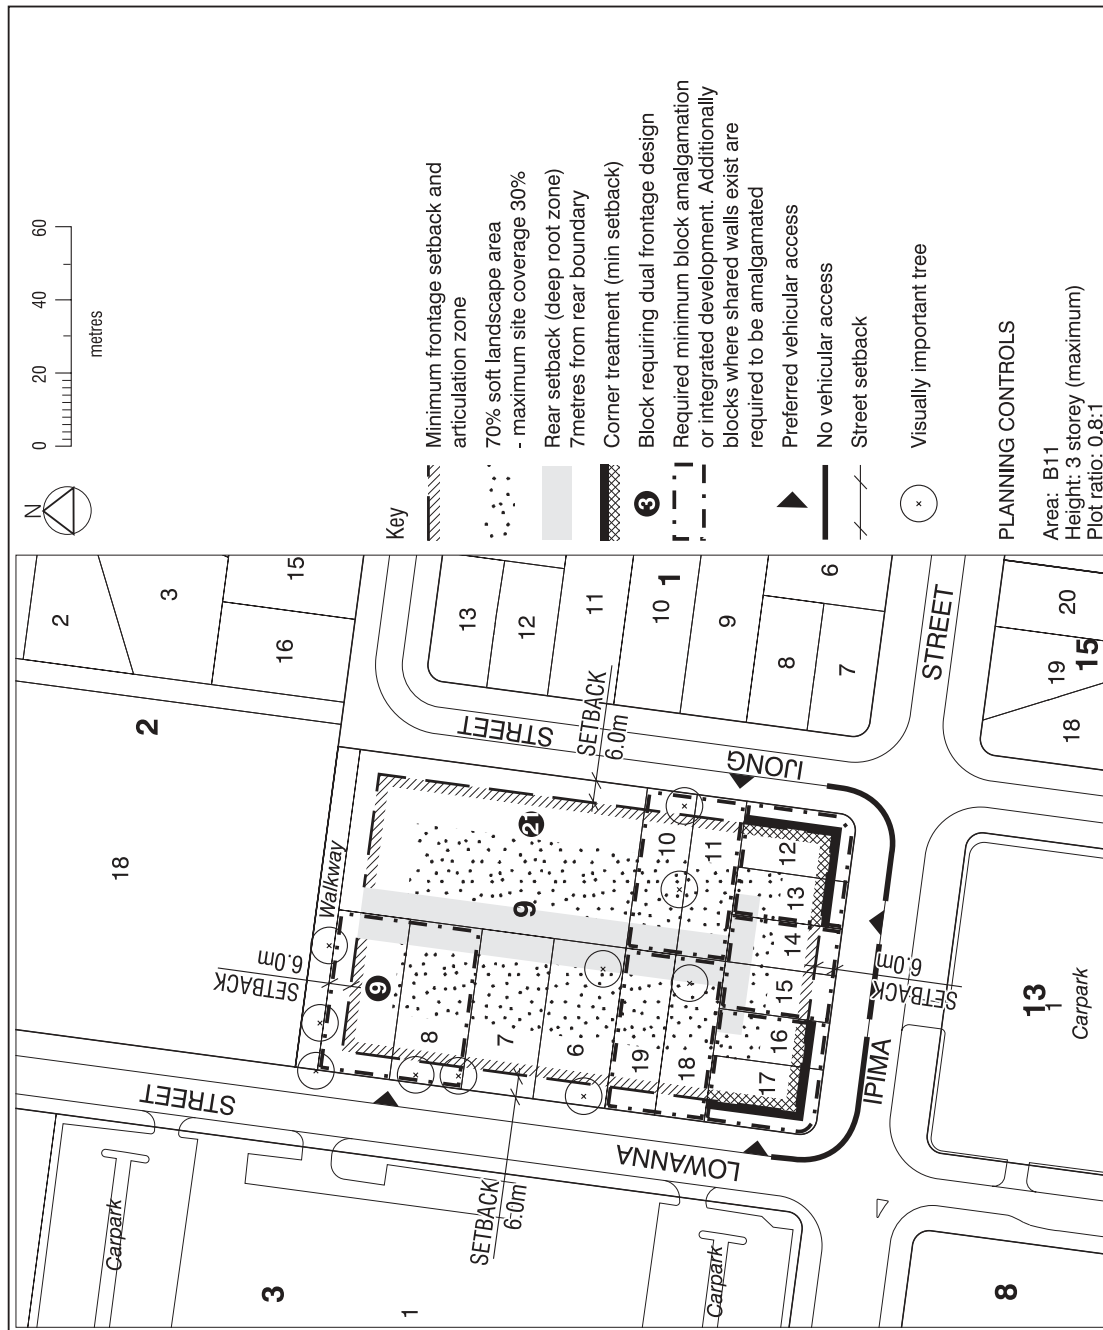 0
20
40
60
metres
N
Key
Minimum frontage setback and
articulation zone
70% soft landscape area
- maximum site coverage 30%
Rear setback (deep root zone)
7metres from rear boundary
Corner treatment (min setback)
3
Block requiring dual frontage design
Required minimum block amalgamation
or integrated development. Additionally
blocks where shared walls exist are
required to be amalgamated
Preferred vehicular access
No vehicular access
Street setback
Visually important tree
PLANNING CONTROLS
Area: B11
Height: 3 storey (maximum)
Plot ratio: 0.8:1
2
3
15
16
2
18
Walkway
13
12
11
10
1
9
8
7
6
STREET
IJONG
SETBACK
6.0m
SETBACK
6.0m
9
21
9
8
7
6
10
11
12
13
14
15
16
17
18
19
STREET
LOWANNA
SETBACK
6.0m
SETBACK
6.0m
IPIMA
STREET
Carpark
3
1
Carpark
8
13
1
Carpark
18
19
15
20